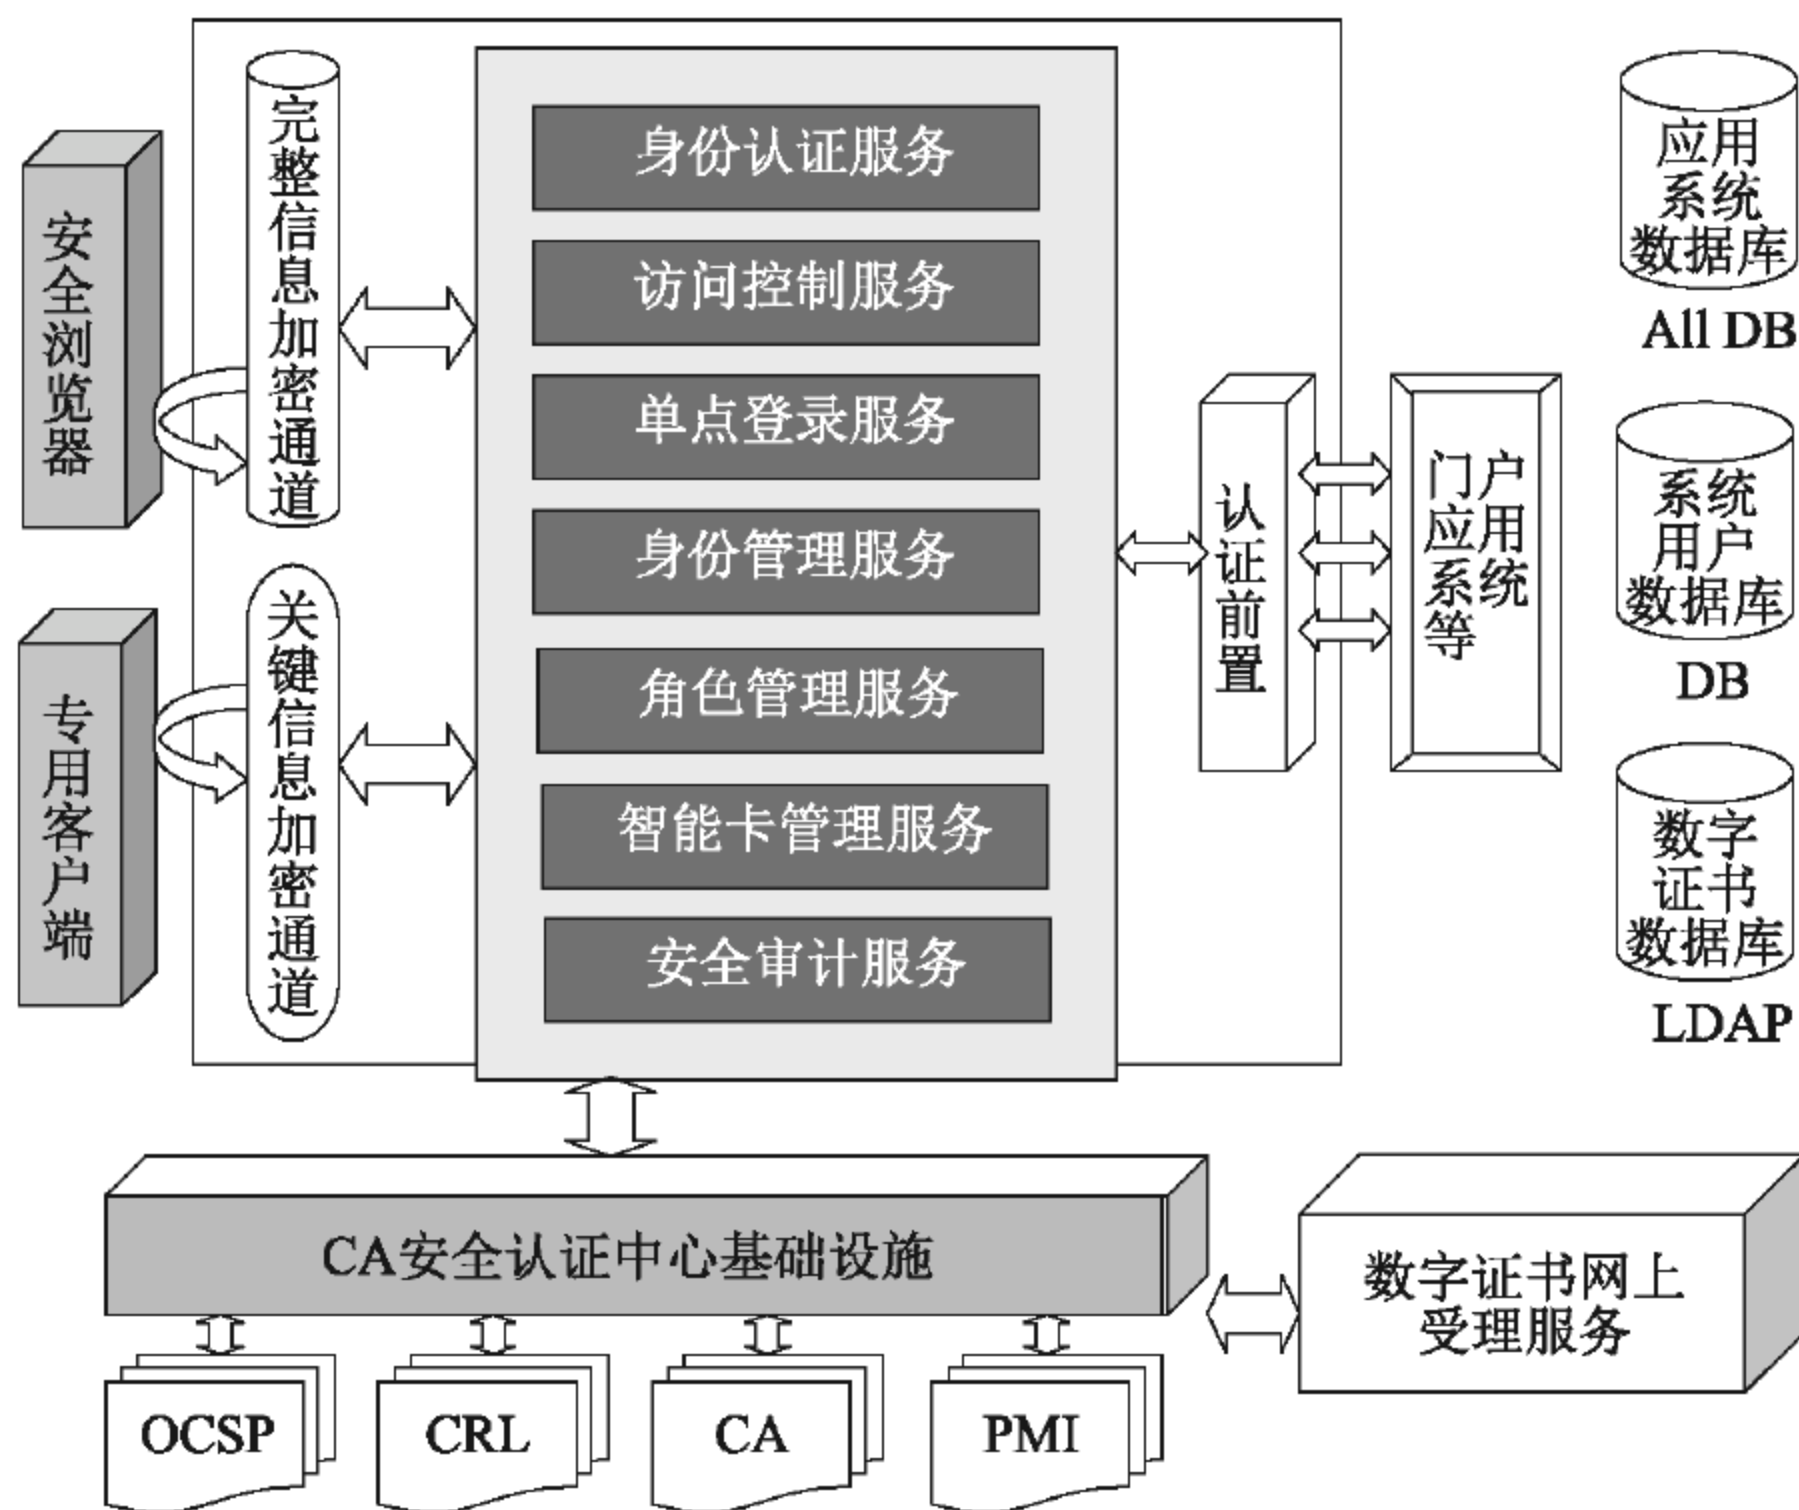 安全浏览器
专用客户端
完整信息加密通道
关键信息加密通道
身份认证服务
访问控制服务
单点登录服务
身份管理服务
角色管理服务
智能卡管理服务
安全审计服务
认证前置
门户
应用
系统
等
应用
系统
数据库
All DB
系统
用户
数据库
DB
数字
证书
数据库
LDAP
CA安全认证中心基础设施
数字证书网上
受理服务
OCSP
CRL
CA
PMI